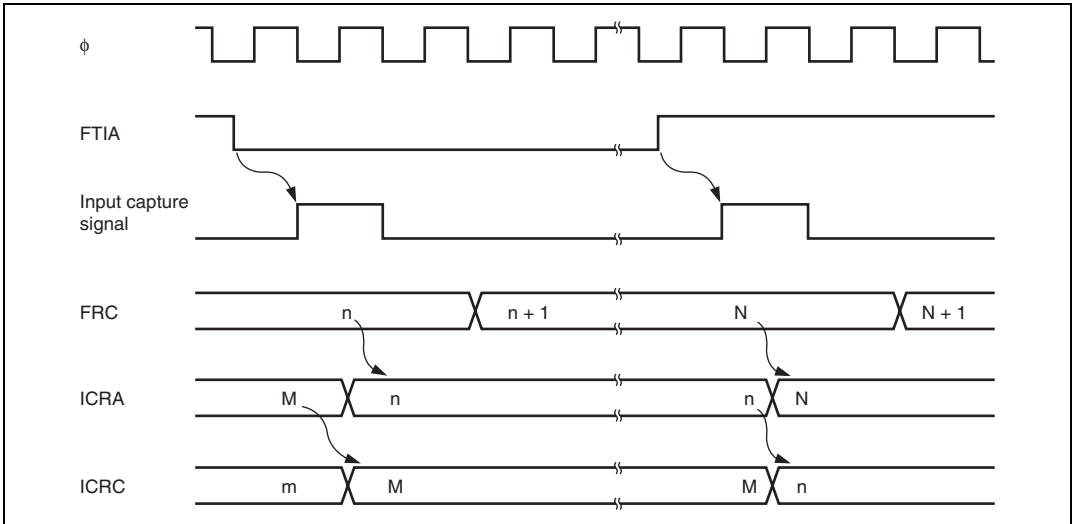 ϕ
FTIA
Input capture
signal
FRC
n
n + 1
N
N + 1
ICRA
M
n
n
N
ICRC
m
M
M
n